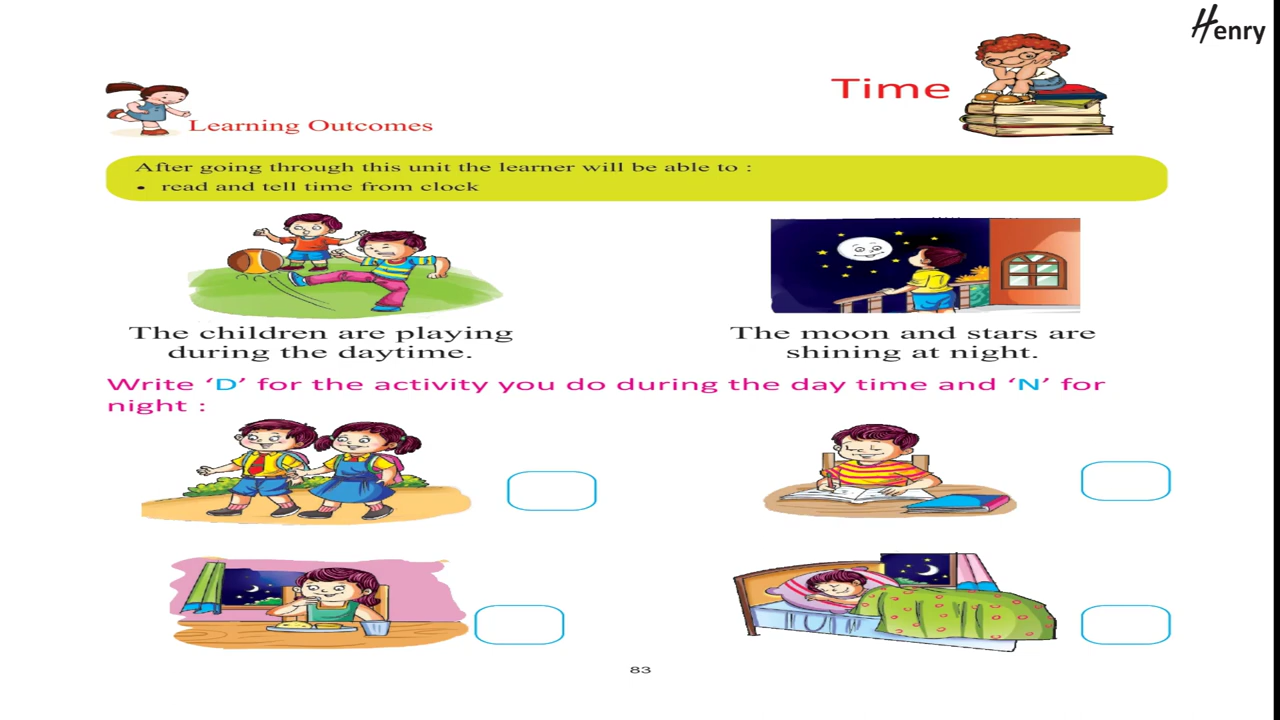 Henry
Time
Learning Outcomes
After going through this unit the learner will be able to :
• read and tell time from clock
The children are playing
during the daytime.
The moon and stars are
shining at night.
Write ‘D’ for the activity you do during the day time and ‘N’ for
night :
83